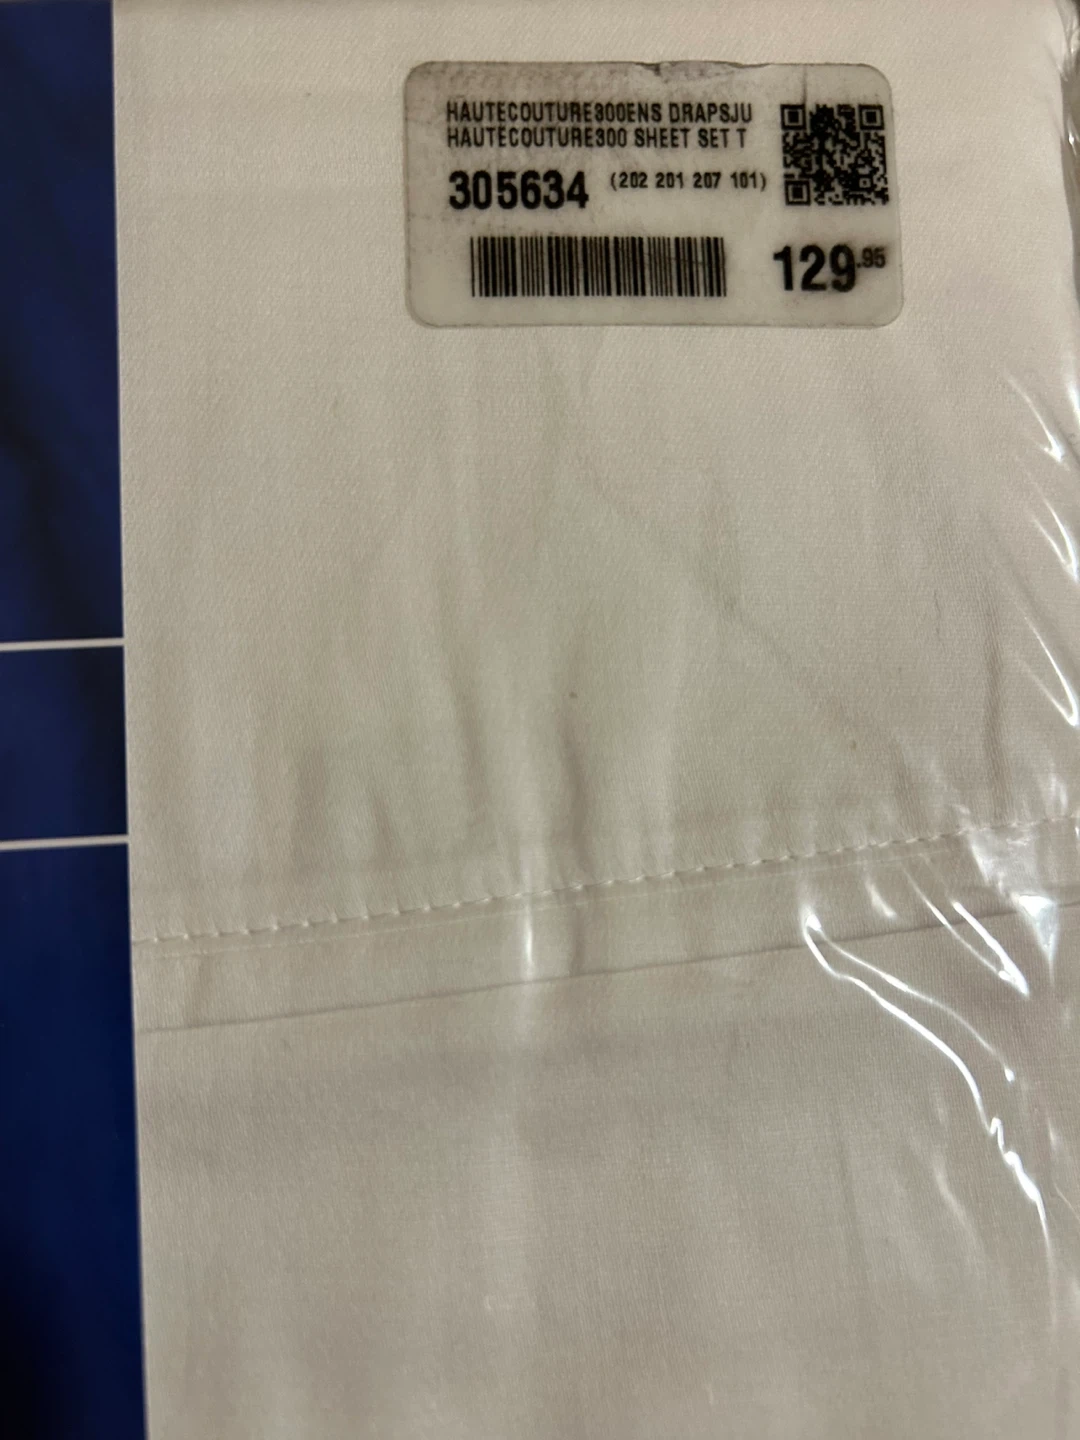 HAUTECOUTURE300ENS DRAPSJU
HAUTECOUTURE300 SHEET SET T
305634 (202 201 207 101)
129.95